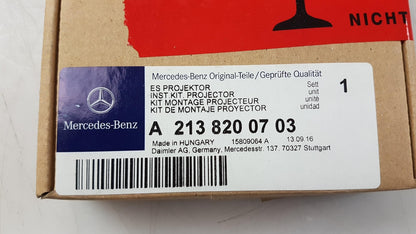 NICHT
Mercedes-Benz Original-Teile/Geprüfte Qualität
ES PROJEKTOR
INST KIT. PROJECTOR
KIT MONTAGE PROJECTEUR
KIT DE MONTAJE PROYECTOR
Sett
unit
unité
unidad
1
Mercedes-Benz
A 213 820 07 03
Made in HUNGARY 15809064 A 13.09.16
Daimler AG, Germany, Mercedesstr. 137. 70327 Stuttgart